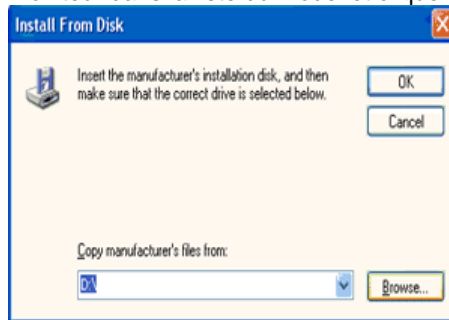 Install From Disk
Insert the manufacturer's installation disk, and then
make sure that the correct drive is selected below.
OK
Cancel
Copy manufacturer's files from:
D:\
Browse...